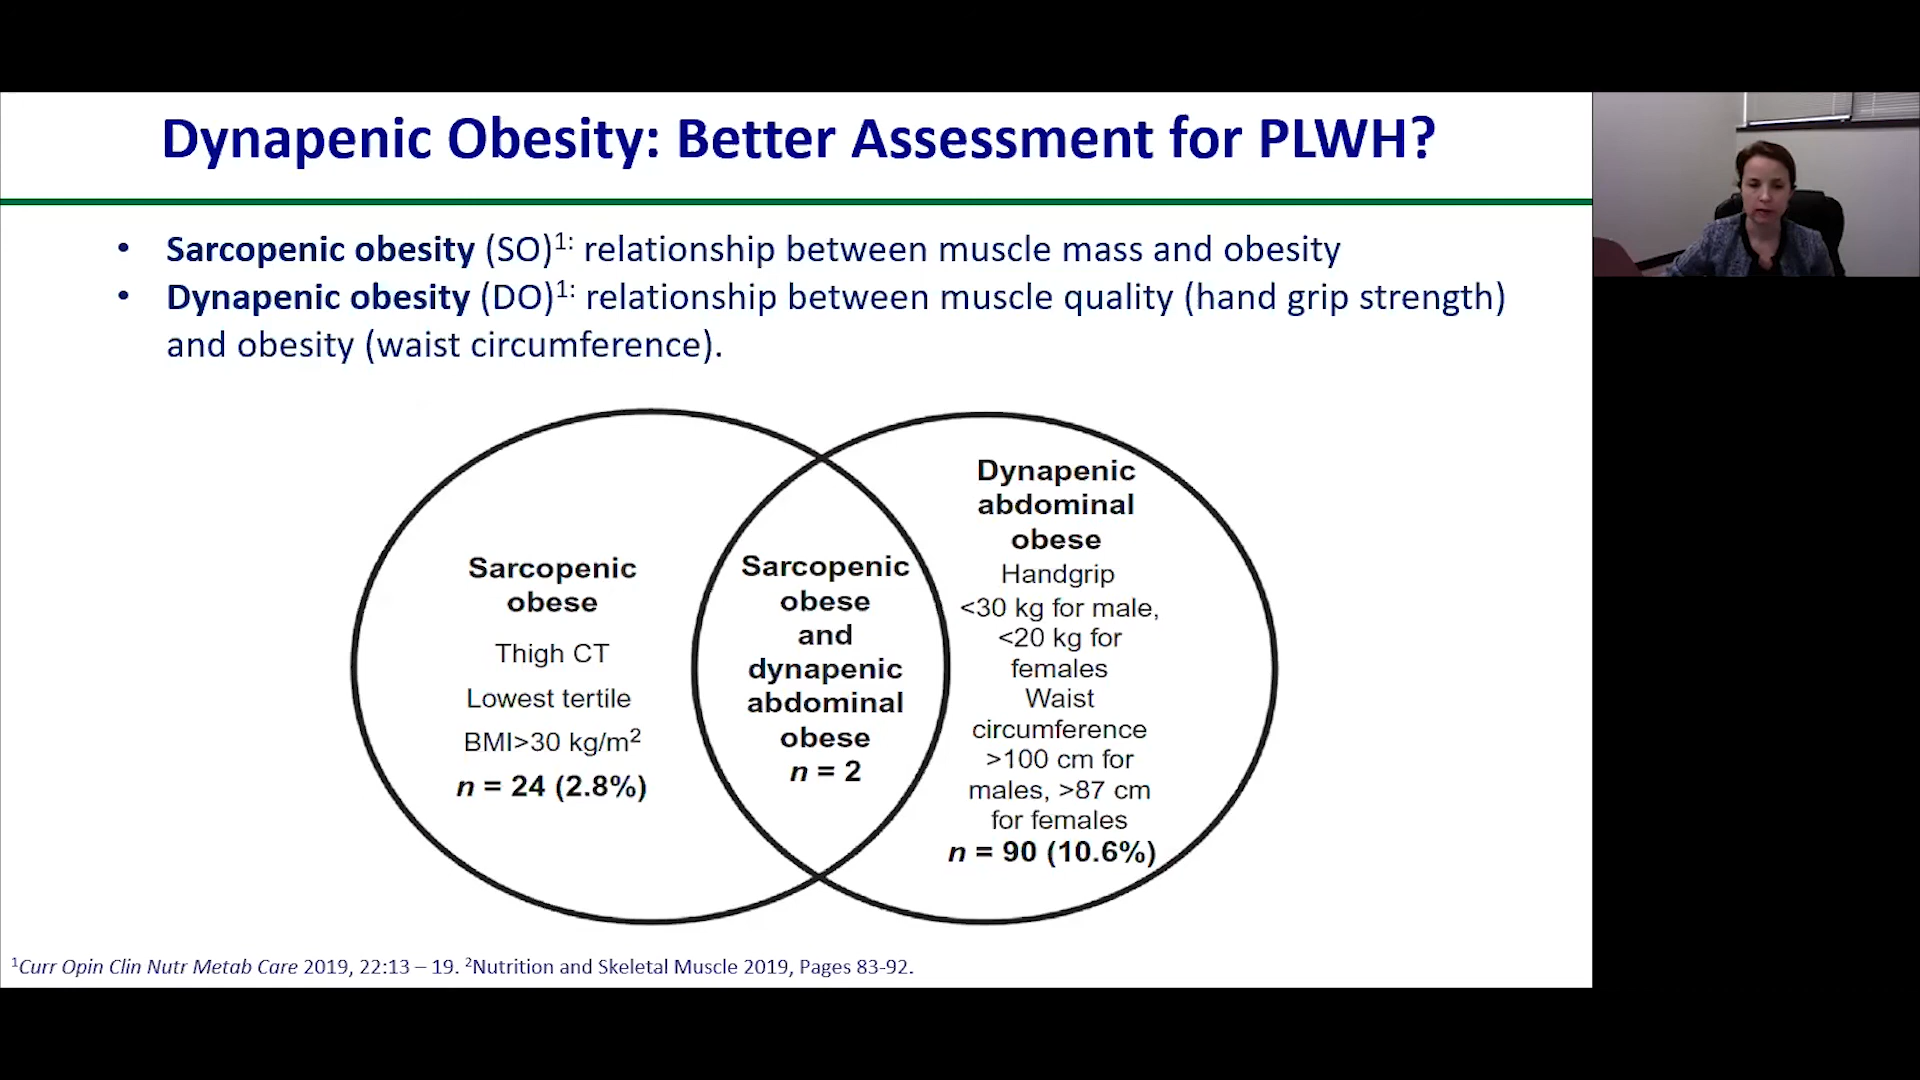 Dynapenic Obesity: Better Assessment for PLWH?
• Sarcopenic obesity (SO)¹: relationship between muscle mass and obesity
• Dynapenic obesity (DO)¹: relationship between muscle quality (hand grip strength)
and obesity (waist circumference).
Sarcopenic
obese
Thigh CT
Lowest tertile
BMI>30 kg/m²
n = 24 (2.8%)
Sarcopenic
obese
and
dynapenic
abdominal
obese
n = 2
Dynapenic
abdominal
obese
Handgrip
<30 kg for male,
<20 kg for
females
Waist
circumference
>100 cm for
males, >87 cm
for females
n = 90 (10.6%)
¹Curr Opin Clin Nutr Metab Care 2019, 22:13 – 19. ²Nutrition and Skeletal Muscle 2019, Pages 83-92.